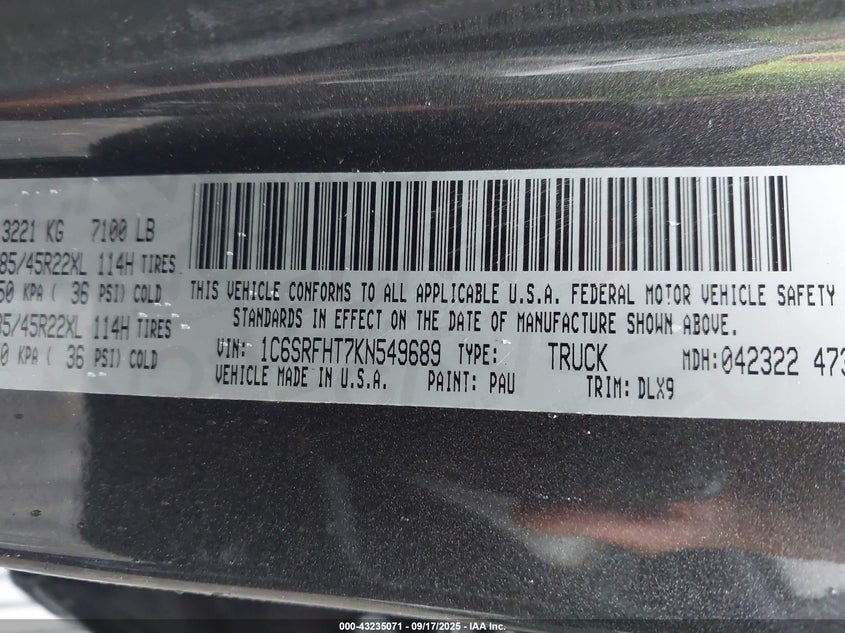 3221 KG 7100 LB
85/45R22XL 114H TIRES
50 KPA ( 36 PSI) COLD
85/45R22XL 114H TIRES
0 KPA ( 36 PSI) COLD
THIS VEHICLE CONFORMS TO ALL APPLICABLE U.S.A. FEDERAL MOTOR VEHICLE SAFETY
STANDARDS IN EFFECT ON THE DATE OF MANUFACTURE SHOWN ABOVE.
VIN: 1C6SRFHT7KN549689 TYPE: TRUCK MDH:042322 473
VEHICLE MADE IN U.S.A. PAINT: PAU TRIM: DLX9
000-43235071 - 09/17/2025 - IAA Inc.